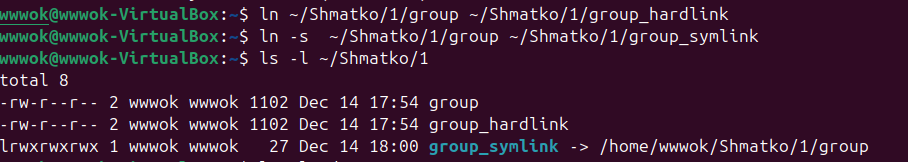 wwwok@wwwok-VirtualBox:~$ ln ~/Shmatko/1/group ~/Shmatko/1/group_hardlink
wwwok@wwwok-VirtualBox:~$ ln -s  ~/Shmatko/1/group ~/Shmatko/1/group_symlink
wwwok@wwwok-VirtualBox:~$ ls -l ~/Shmatko/1
total 8
-rw-r--r-- 2 wwwok wwwok 1102 Dec 14 17:54 group
-rw-r--r-- 2 wwwok wwwok 1102 Dec 14 17:54 group_hardlink
lrwxrwxrwx 1 wwwok wwwok   27 Dec 14 18:00 group_symlink -> /home/wwwok/Shmatko/1/group